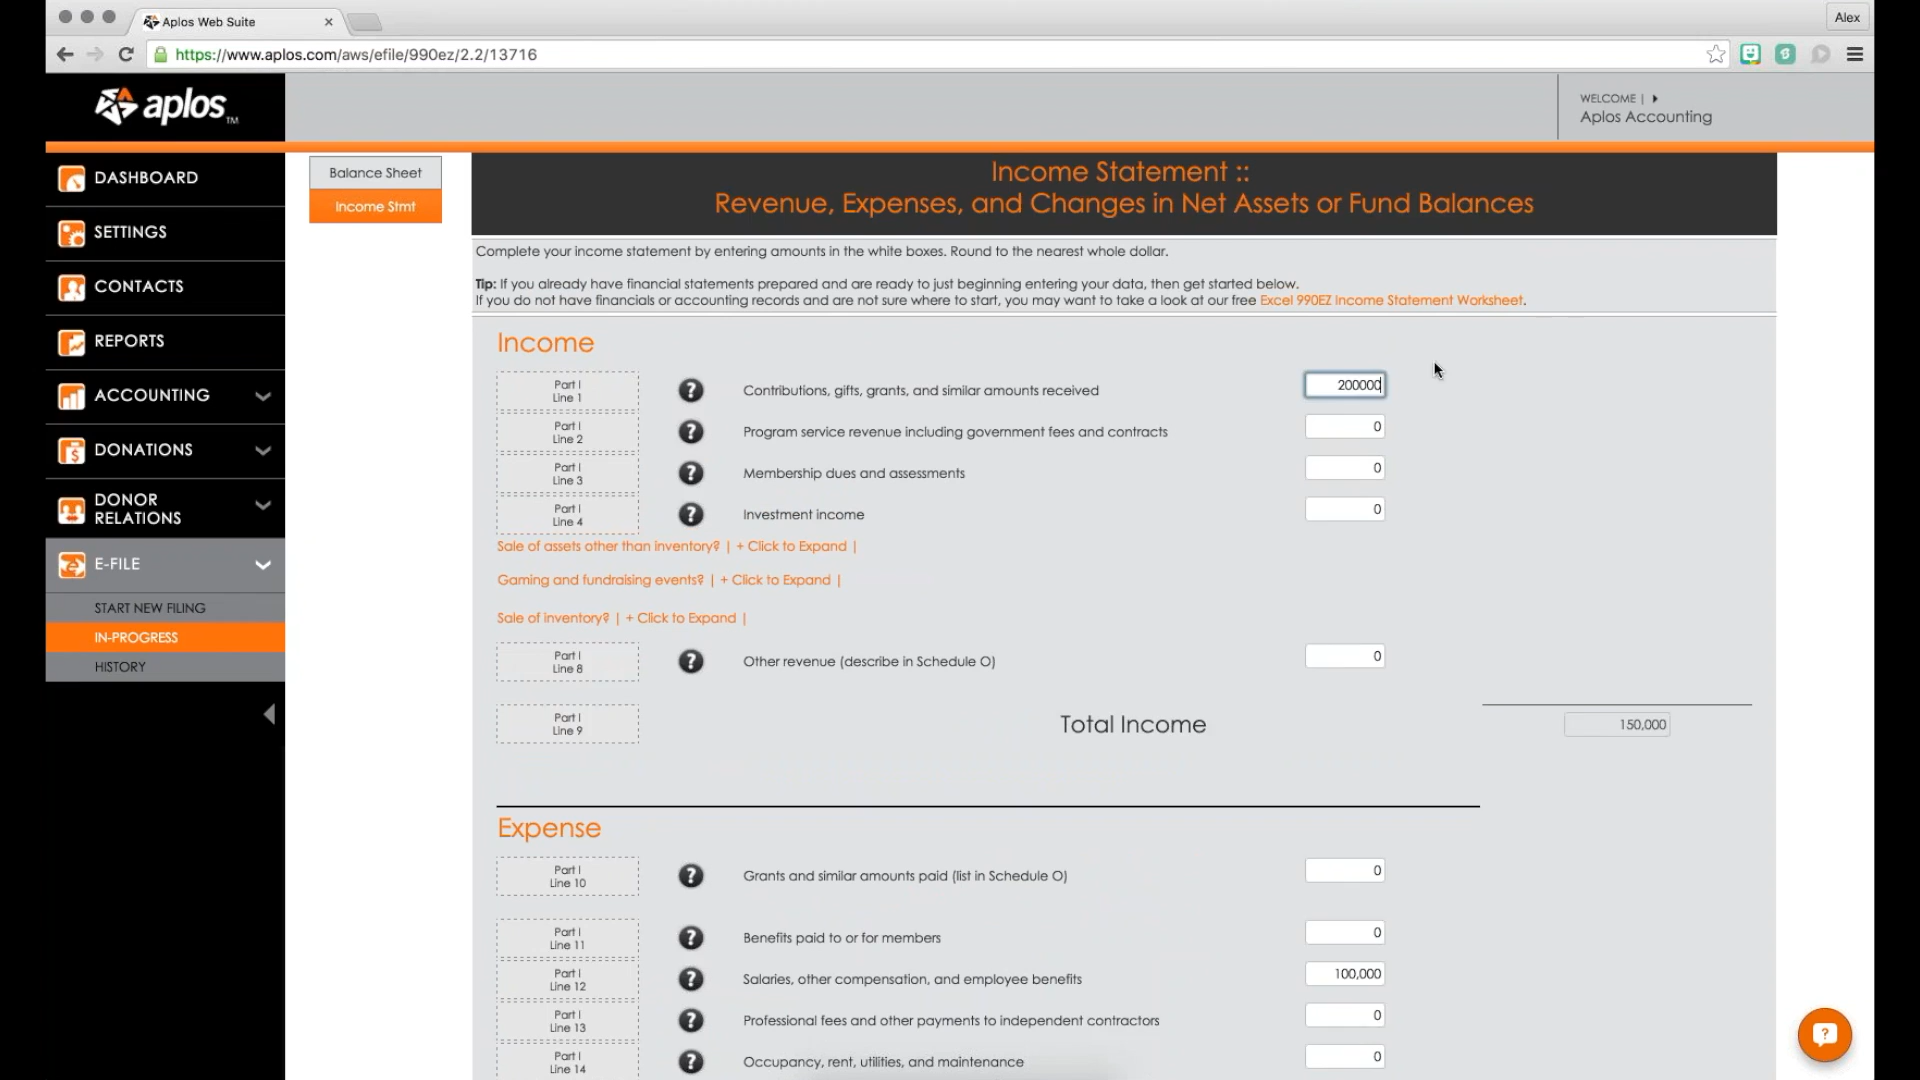 Aplos Web Suite
Alex
https://www.aplos.com/aws/efile/990ez/2.2/13716
aplos TM
WELCOME |
Aplos Accounting
DASHBOARD
SETTINGS
CONTACTS
REPORTS
ACCOUNTING
DONATIONS
DONOR
RELATIONS
E-FILE
START NEW FILING
IN-PROGRESS
HISTORY
Balance Sheet
Income Stmt
Income Statement ::
Revenue, Expenses, and Changes in Net Assets or Fund Balances
Complete your income statement by entering amounts in the white boxes. Round to the nearest whole dollar.
Tip: If you already have financial statements prepared and are ready to just beginning entering your data, then get started below.
If you do not have financials or accounting records and are not sure where to start, you may want to take a look at our free Excel 990EZ Income Statement Worksheet.
Income
Part I
Line 1
? Contributions, gifts, grants, and similar amounts received 200000
Part I
Line 2
? Program service revenue including government fees and contracts 0
Part I
Line 3
? Membership dues and assessments 0
Part I
Line 4
? Investment income 0
Sale of assets other than inventory? | + Click to Expand |
Gaming and fundraising events? | + Click to Expand |
Sale of inventory? | + Click to Expand |
Part I
Line 8
? Other revenue (describe in Schedule O) 0
Part I
Line 9
Total Income 150,000
Expense
Part I
Line 10
? Grants and similar amounts paid (list in Schedule O) 0
Part I
Line 11
? Benefits paid to or for members 0
Part I
Line 12
? Salaries, other compensation, and employee benefits 100,000
Part I
Line 13
? Professional fees and other payments to independent contractors 0
Part I
Line 14
? Occupancy, rent, utilities, and maintenance 0
?